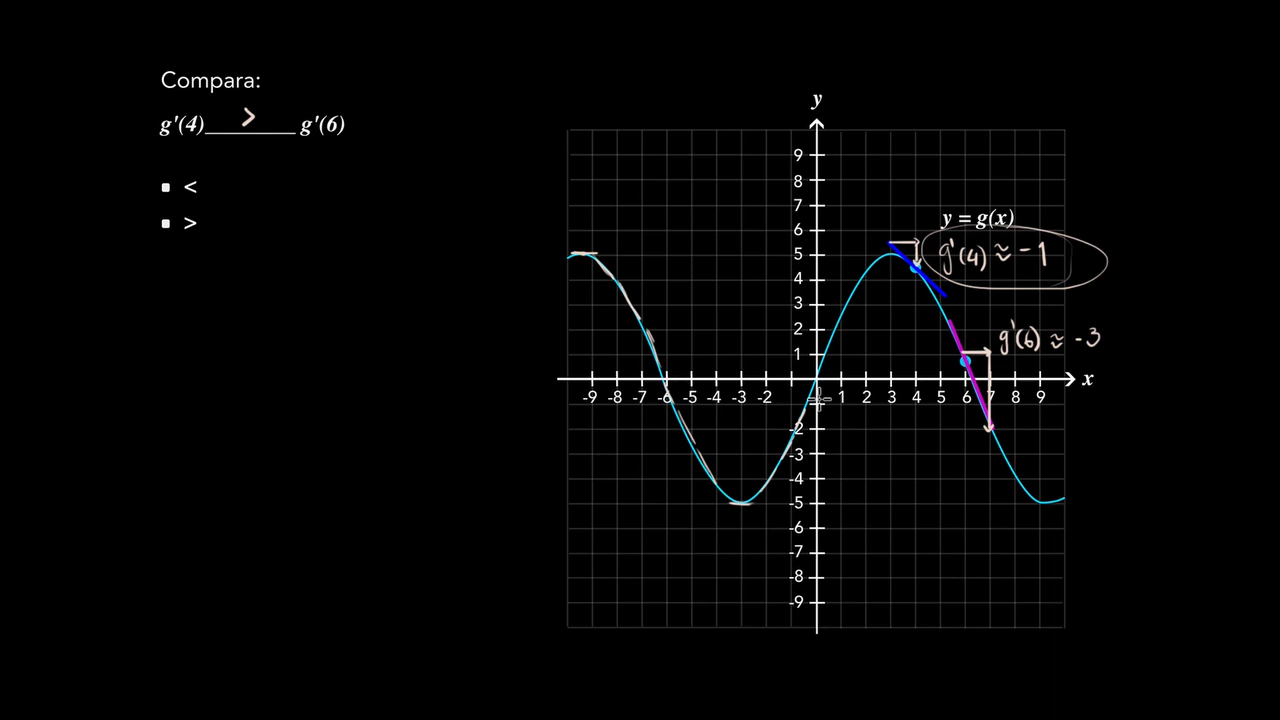 Compara:
g'(4) > g'(6)
<
>
y
y = g(x)
g'(4) ≈ -1
g'(6) ≈ -3
9
8
7
6
5
4
3
2
1
x
-9 -8 -7 -6 -5 -4 -3 -2 1 2 3 4 5 6 7 8 9
-2
-3
-4
-5
-6
-7
-8
-9